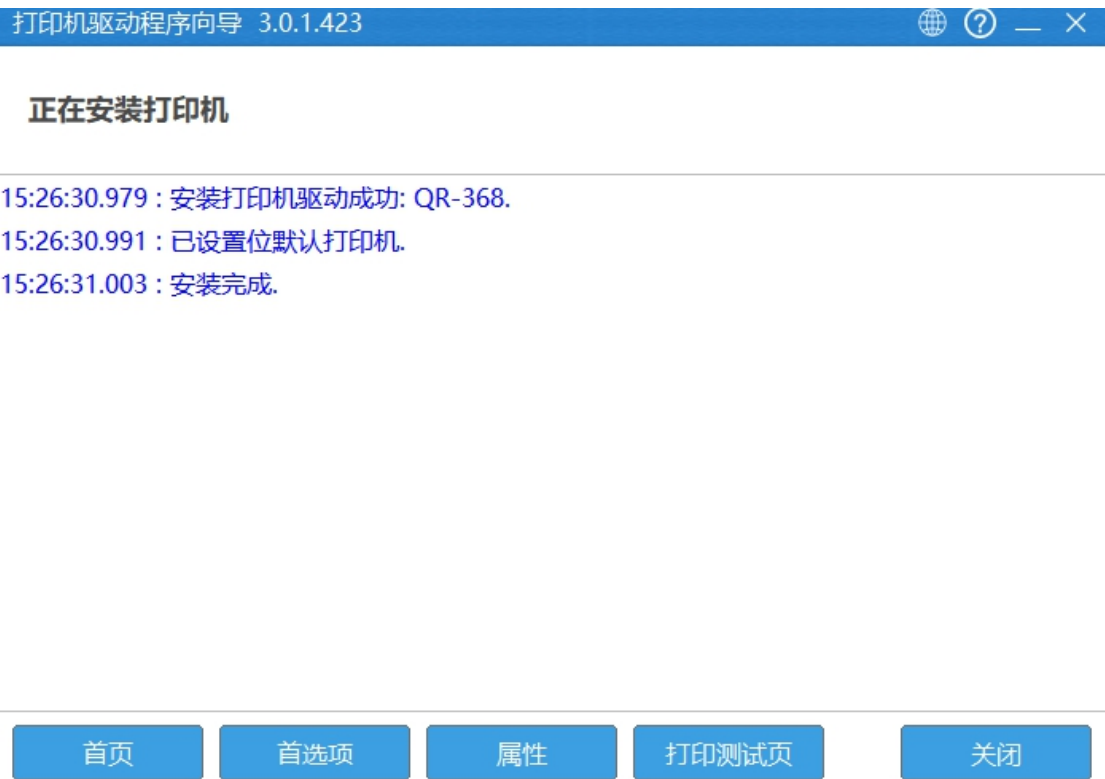 打印机驱动程序向导 3.0.1.423
正在安装打印机
15:26:30.979 : 安装打印机驱动成功: QR-368.
15:26:30.991 : 已设置位默认打印机.
15:26:31.003 : 安装完成.
首页 首选项 属性 打印测试页 关闭